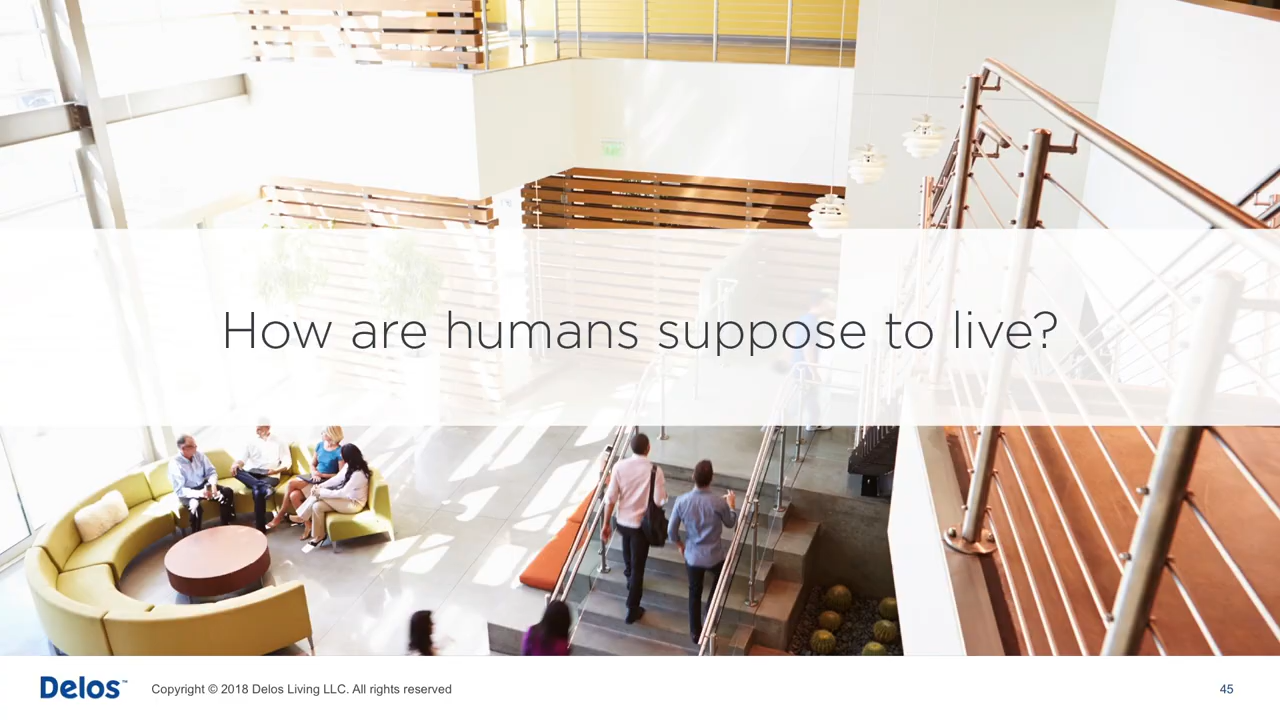 How are humans suppose to live?
Delos™
Copyright © 2018 Delos Living LLC. All rights reserved
45